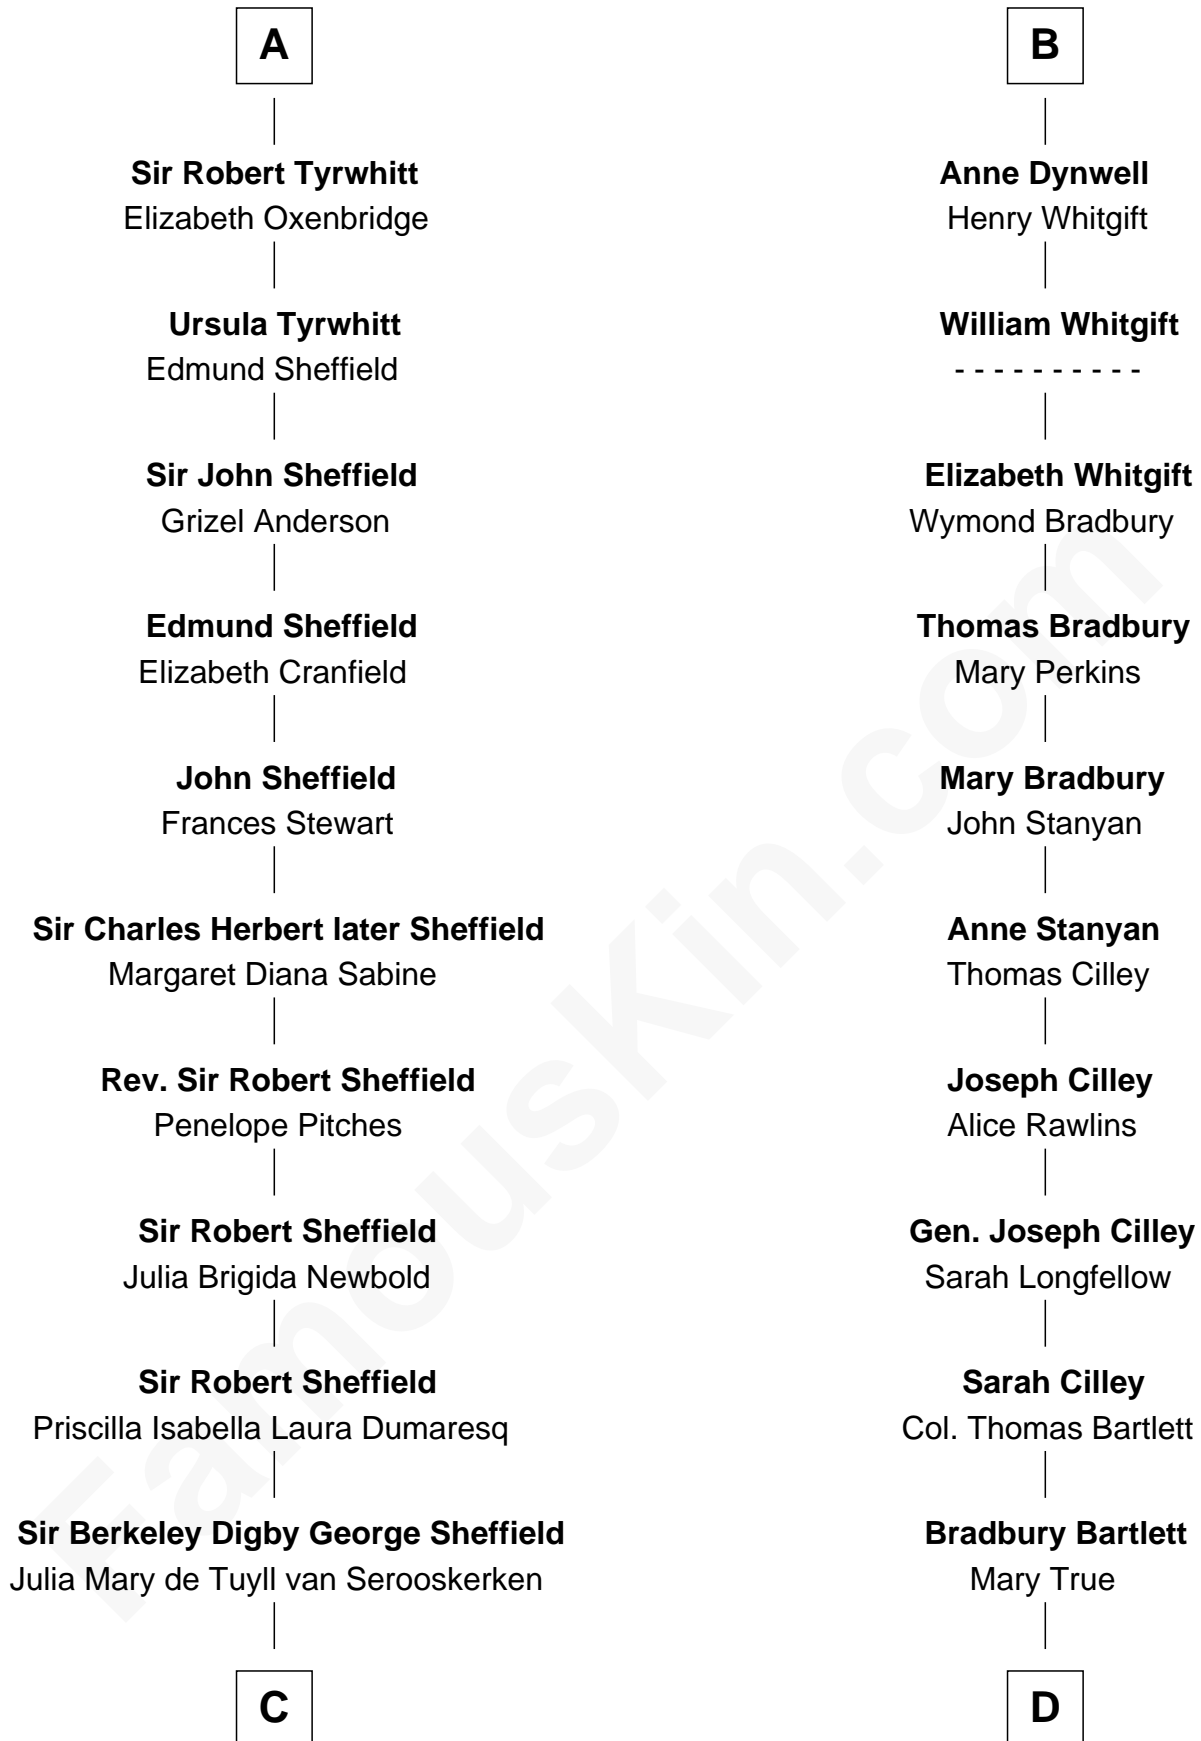 A
Sir Robert Tyrwhitt
Elizabeth Oxenbridge
Ursula Tyrwhitt
Edmund Sheffield
Sir John Sheffield
Grizel Anderson
Edmund Sheffield
Elizabeth Cranfield
John Sheffield
Frances Stewart
Sir Charles Herbert later Sheffield
Margaret Diana Sabine
Rev. Sir Robert Sheffield
Penelope Pitches
Sir Robert Sheffield
Julia Brigida Newbold
Sir Robert Sheffield
Priscilla Isabella Laura Dumaresq
Sir Berkeley Digby George Sheffield
Julia Mary de Tuyll van Serooskerken
C
B
Anne Dynwell
Henry Whitgift
William Whitgift
- - - - - - - - - -
Elizabeth Whitgift
Wymond Bradbury
Thomas Bradbury
Mary Perkins
Mary Bradbury
John Stanyan
Anne Stanyan
Thomas Cilley
Joseph Cilley
Alice Rawlins
Gen. Joseph Cilley
Sarah Longfellow
Sarah Cilley
Col. Thomas Bartlett
Bradbury Bartlett
Mary True
D
FamousKin.com